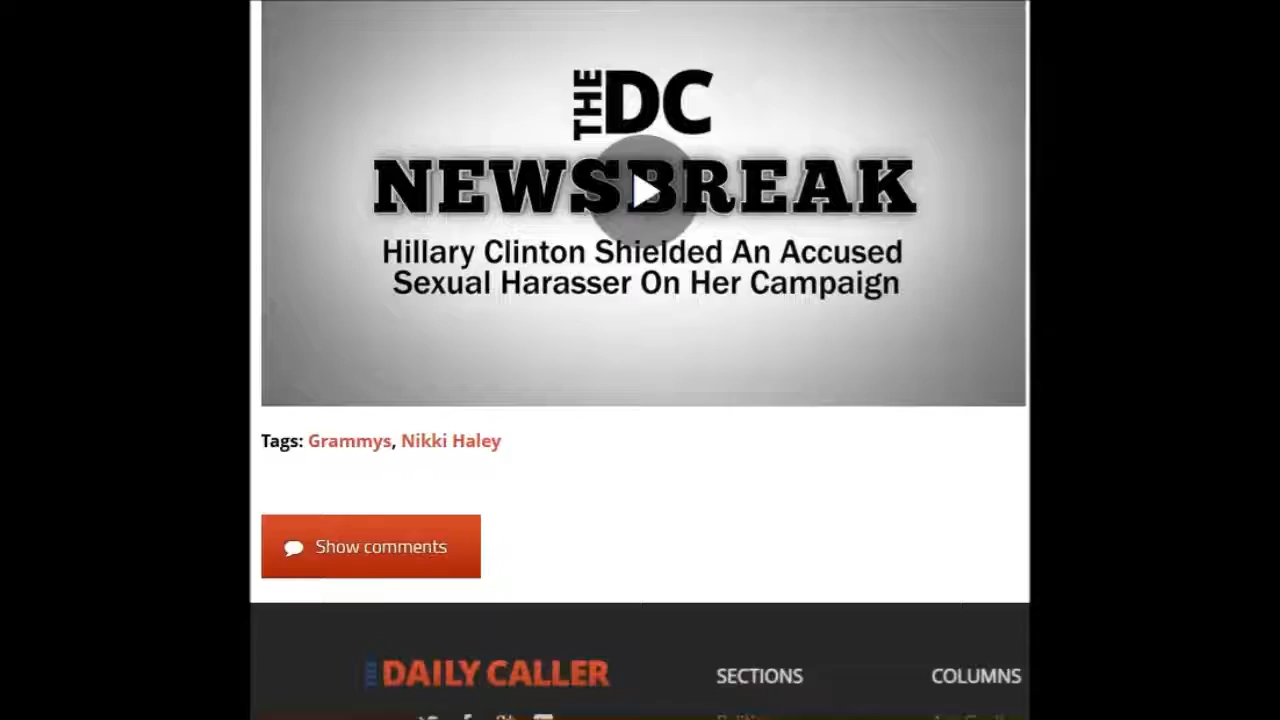 THE DC
NEWSBREAK
Hillary Clinton Shielded An Accused
Sexual Harasser On Her Campaign
Tags: Grammys, Nikki Haley
Show comments
THE DAILY CALLER
SECTIONS
COLUMNS